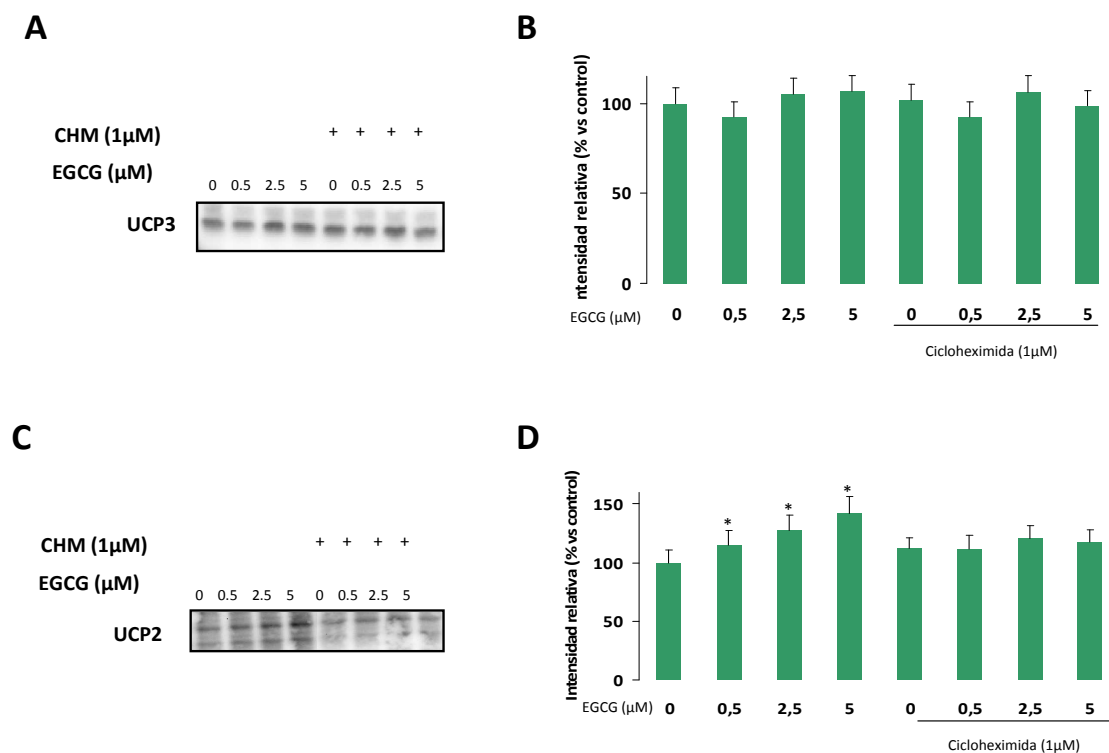 A
CHM (1µM) + + + +
EGCG (µM) 0 0.5 2.5 5 0 0.5 2.5 5
UCP3
B
ntensidad relativa (% vs control)
100
50
0
EGCG (µM) 0 0,5 2,5 5 0 0,5 2,5 5
Cicloheximida (1µM)
C
CHM (1µM) + + + +
EGCG (µM) 0 0.5 2.5 5 0 0.5 2.5 5
UCP2
D
Intensidad relativa (% vs control)
150
100
50
0
* * *
EGCG (µM) 0 0,5 2,5 5 0 0,5 2,5 5
Cicloheximida (1µM)